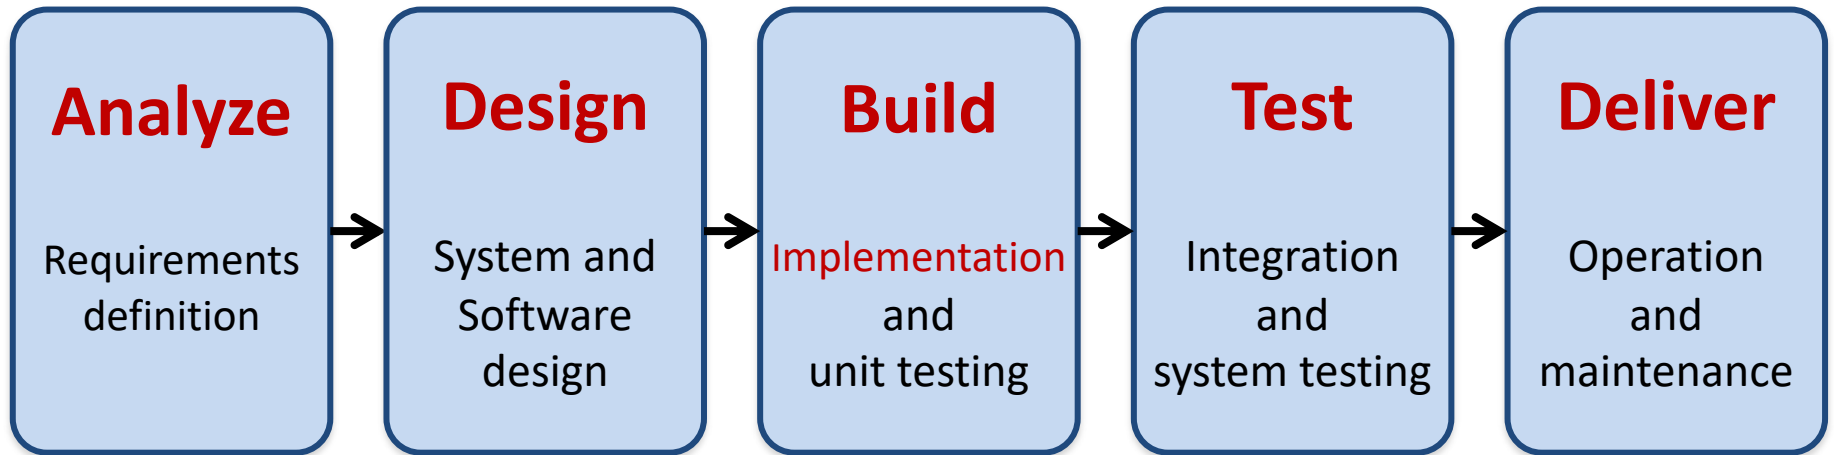 Analyze
Requirements
definition
Design
System and
Software
design
Build
Implementation
and
unit testing
Test
Integration
and
system testing
Deliver
Operation
and
maintenance